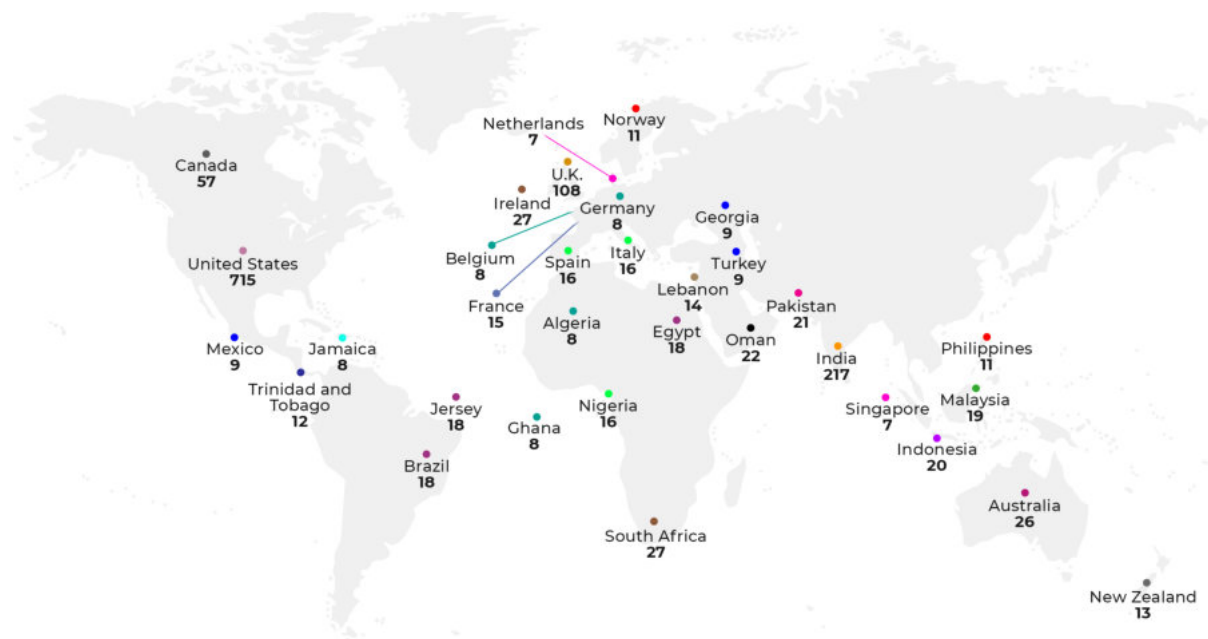 Norway
11
Netherlands
7
Canada
57
U.K.
108
Ireland
27
Germany
8
Georgia
9
Belgium
8
Spain
16
Italy
16
Turkey
9
United States
715
Lebanon
14
France
15
Pakistan
21
Algeria
8
Egypt
18
Oman
22
Mexico
9
Jamaica
8
India
217
Philippines
11
Trinidad and
Tobago
12
Jersey
18
Ghana
8
Nigeria
16
Singapore
7
Malaysia
19
Indonesia
20
Brazil
18
Australia
26
South Africa
27
New Zealand
13